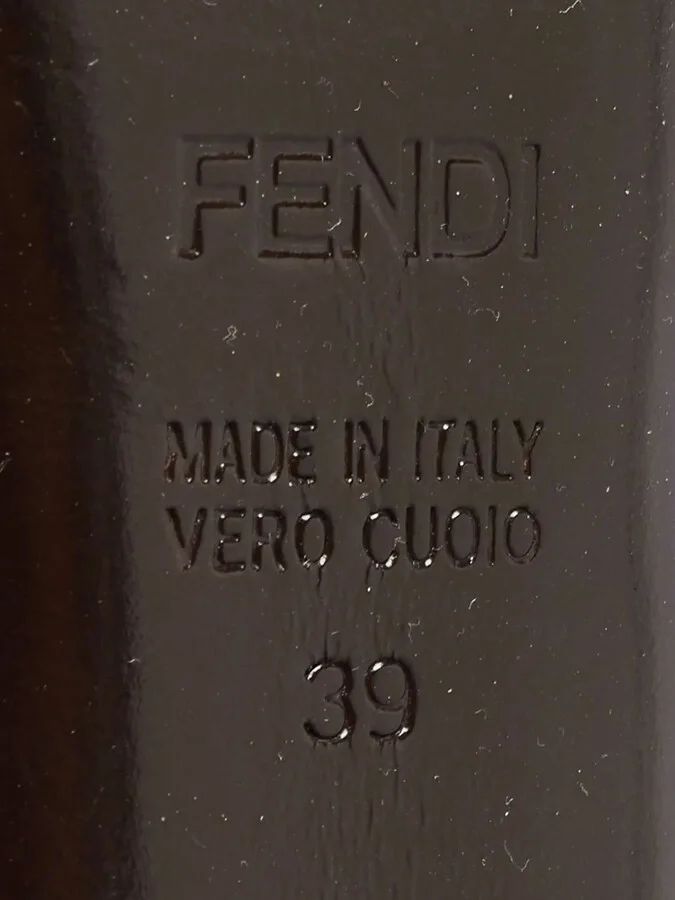 FENDI
MADE IN ITALY
VERO CUOIO
39